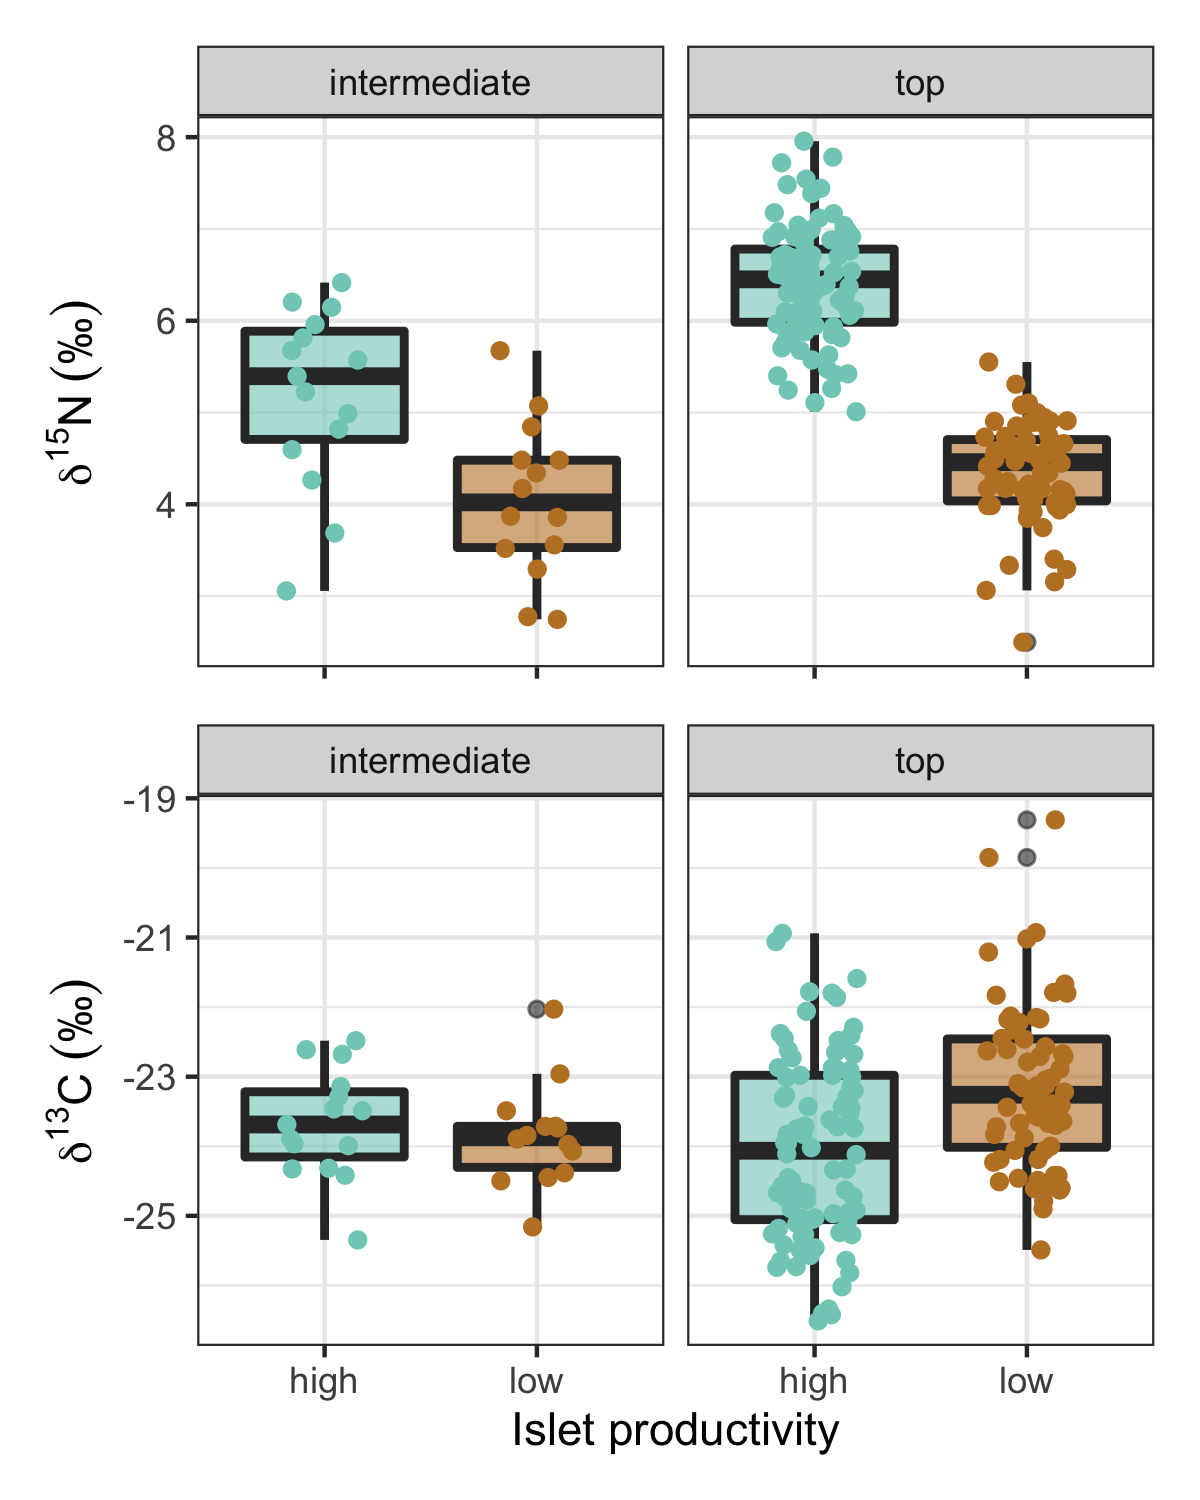 intermediate top
8
6
4
δ15N (‰)
intermediate top
-19
-21
-23
-25
δ13C (‰)
high low high low
Islet productivity